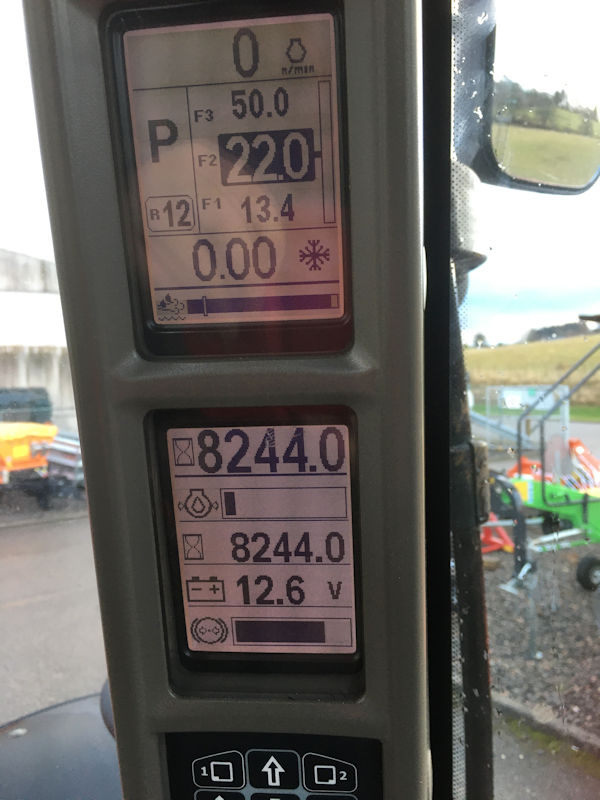 0
n/min
F3 50.0
P
F2 22.0
R12
F1 13.4
0.00
8244.0
8244.0
12.6 V
1 2